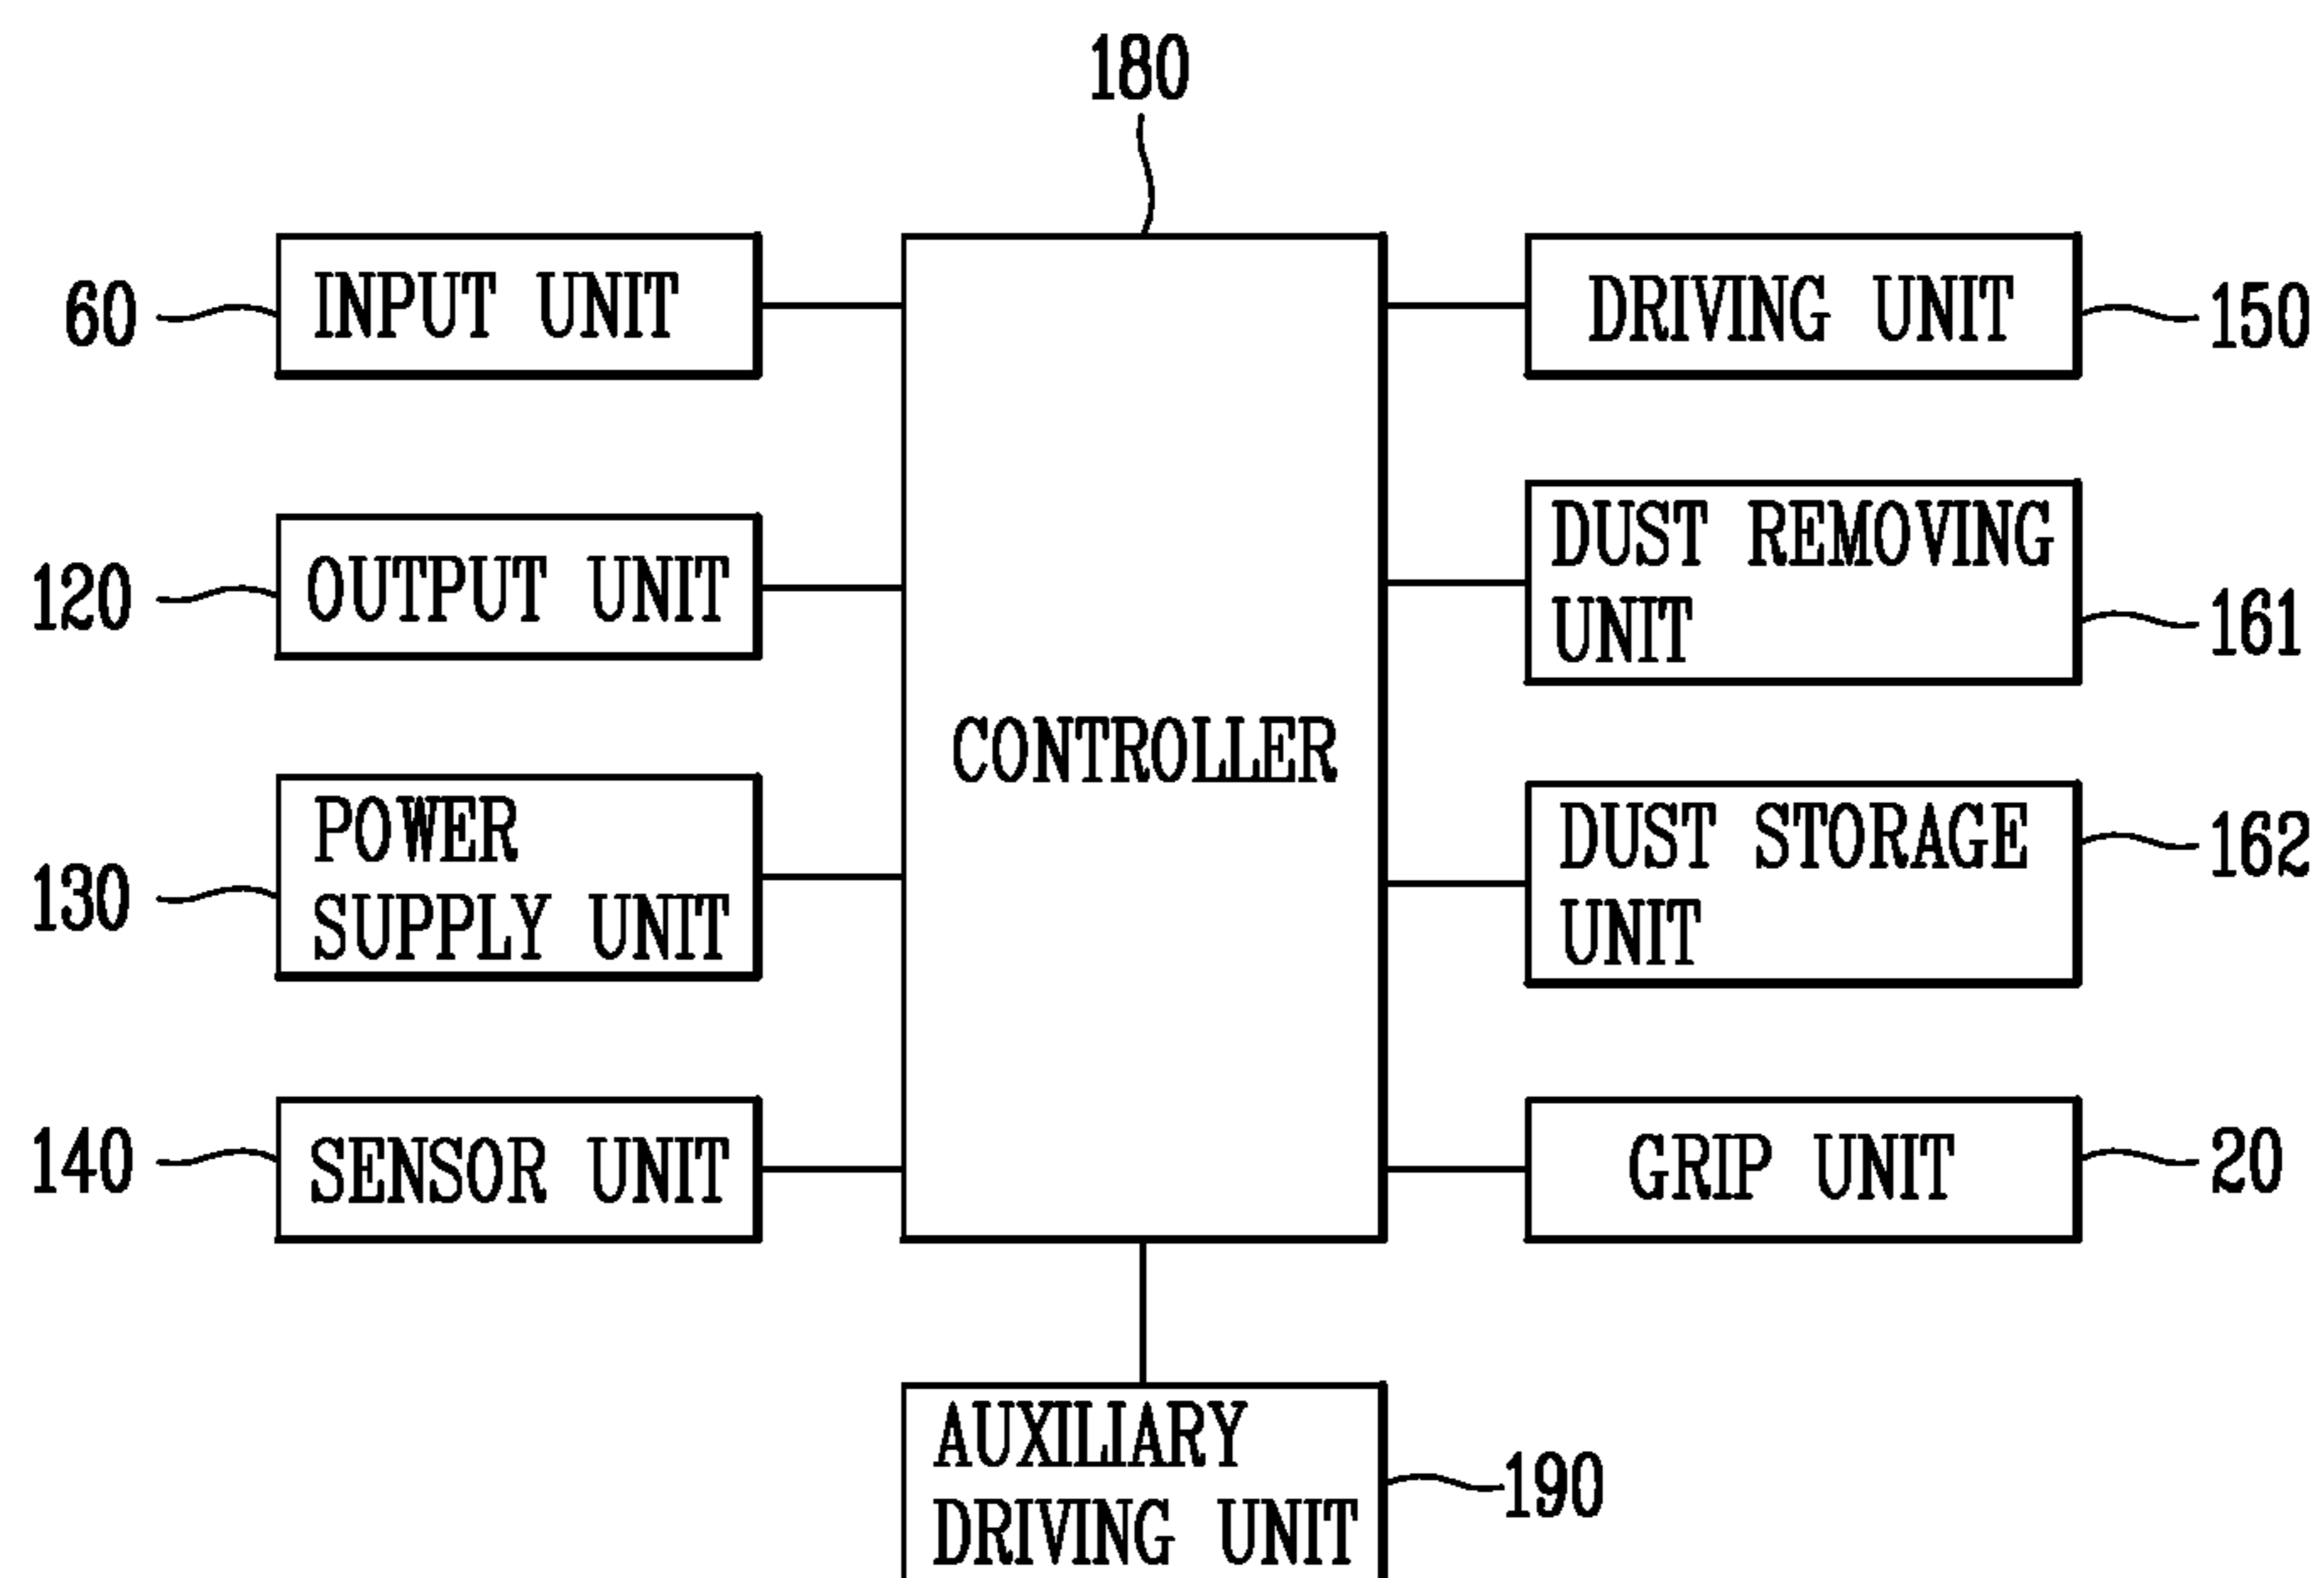 180
60
INPUT UNIT
DRIVING UNIT
150
120
OUTPUT UNIT
DUST REMOVING
UNIT
161
130
POWER
SUPPLY UNIT
CONTROLLER
DUST STORAGE
UNIT
162
140
SENSOR UNIT
GRIP UNIT
20
AUXILIARY
DRIVING UNIT
190